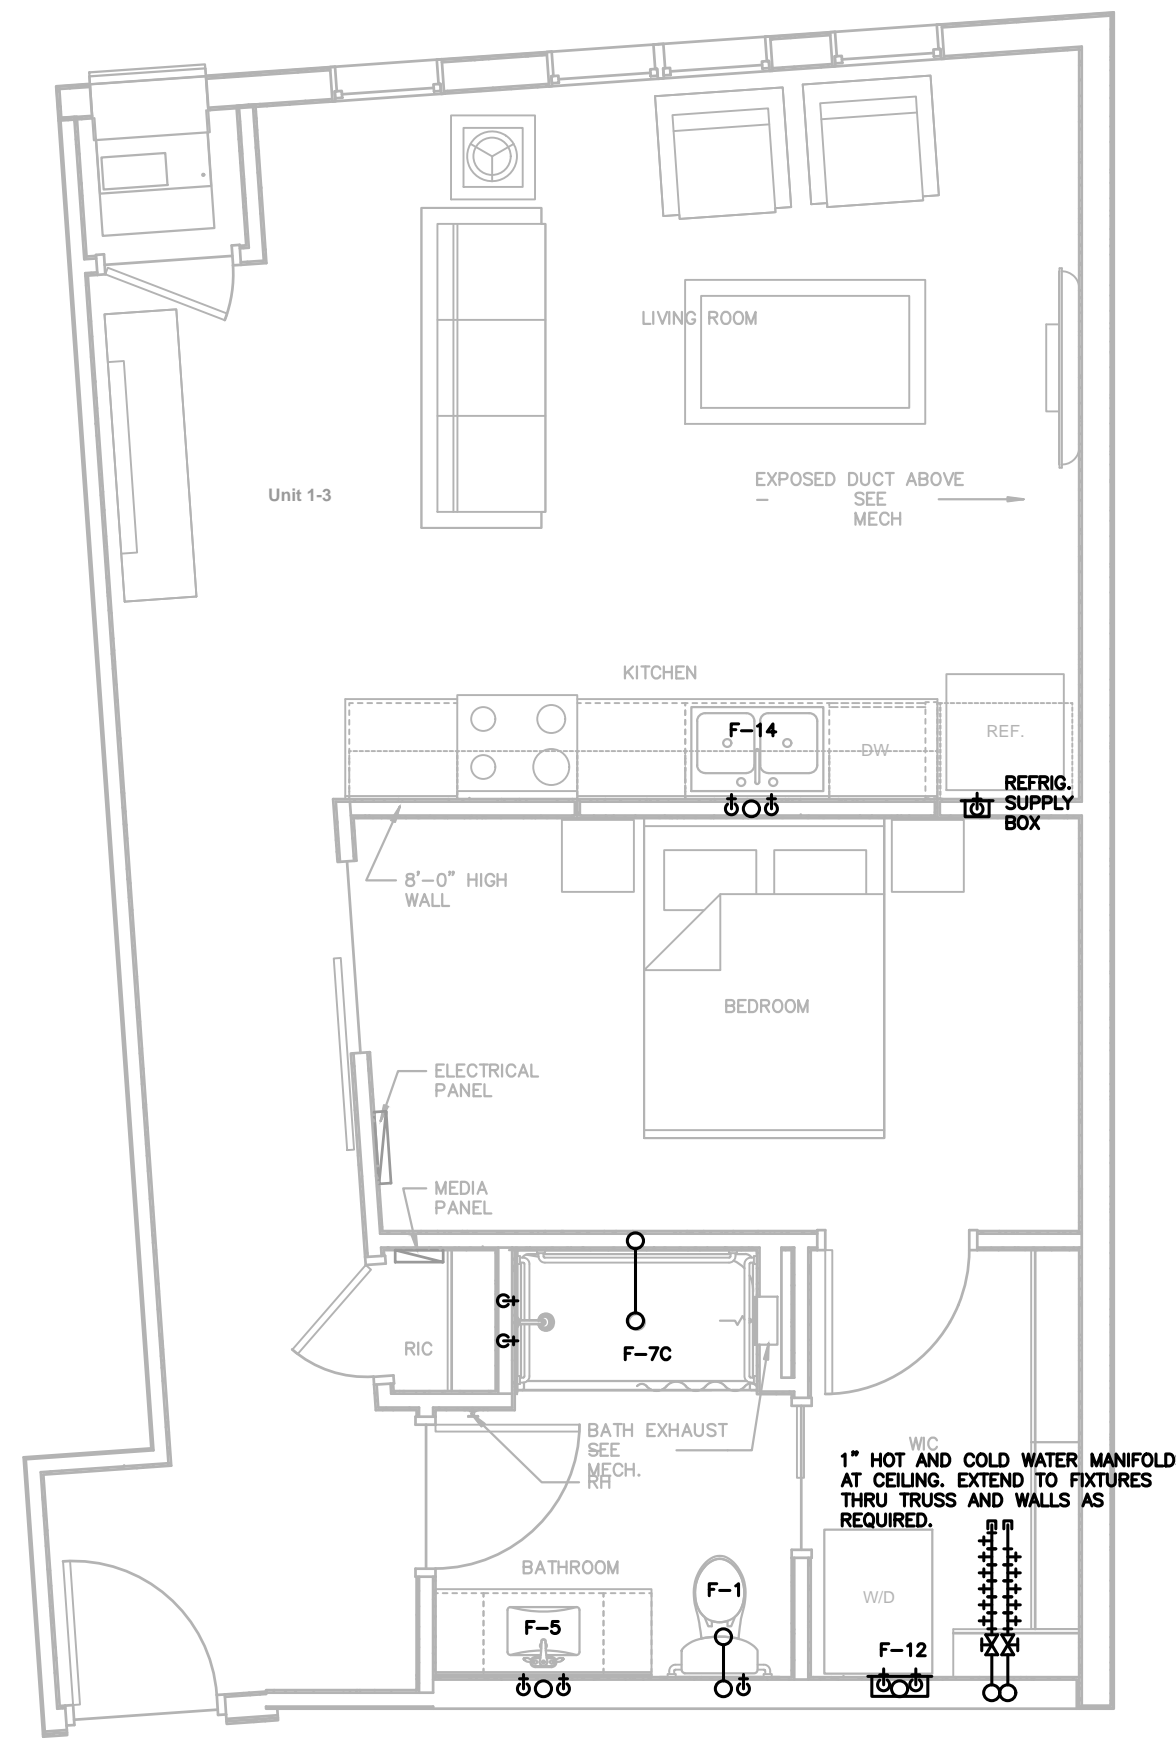 LIVING ROOM
EXPOSED DUCT ABOVE
– SEE
MECH
Unit 1-3
KITCHEN
F-14
DW
REF.
REFRIG.
SUPPLY
BOX
8'-0" HIGH
WALL
BEDROOM
ELECTRICAL
PANEL
MEDIA
PANEL
RIC
F-7C
BATH EXHAUST
– SEE
MECH.
RH
WIC
1" HOT AND COLD WATER MANIFOLD
AT CEILING. EXTEND TO FIXTURES
THRU TRUSS AND WALLS AS
REQUIRED.
BATHROOM
F-1
W/D
F-5
F-12